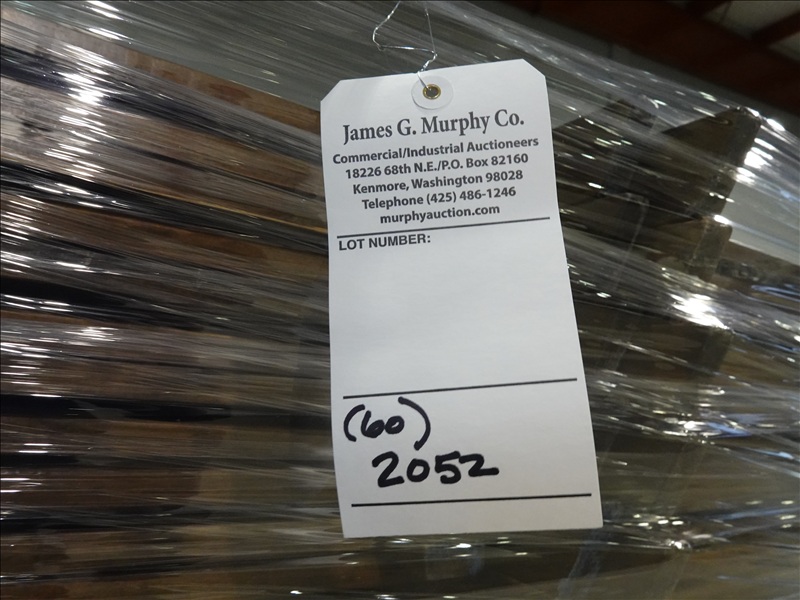 James G. Murphy Co.
Commercial/Industrial Auctioneers
18226 68th N.E./P.O. Box 82160
Kenmore, Washington 98028
Telephone (425) 486-1246
murphyauction.com
LOT NUMBER:
(60)
2052